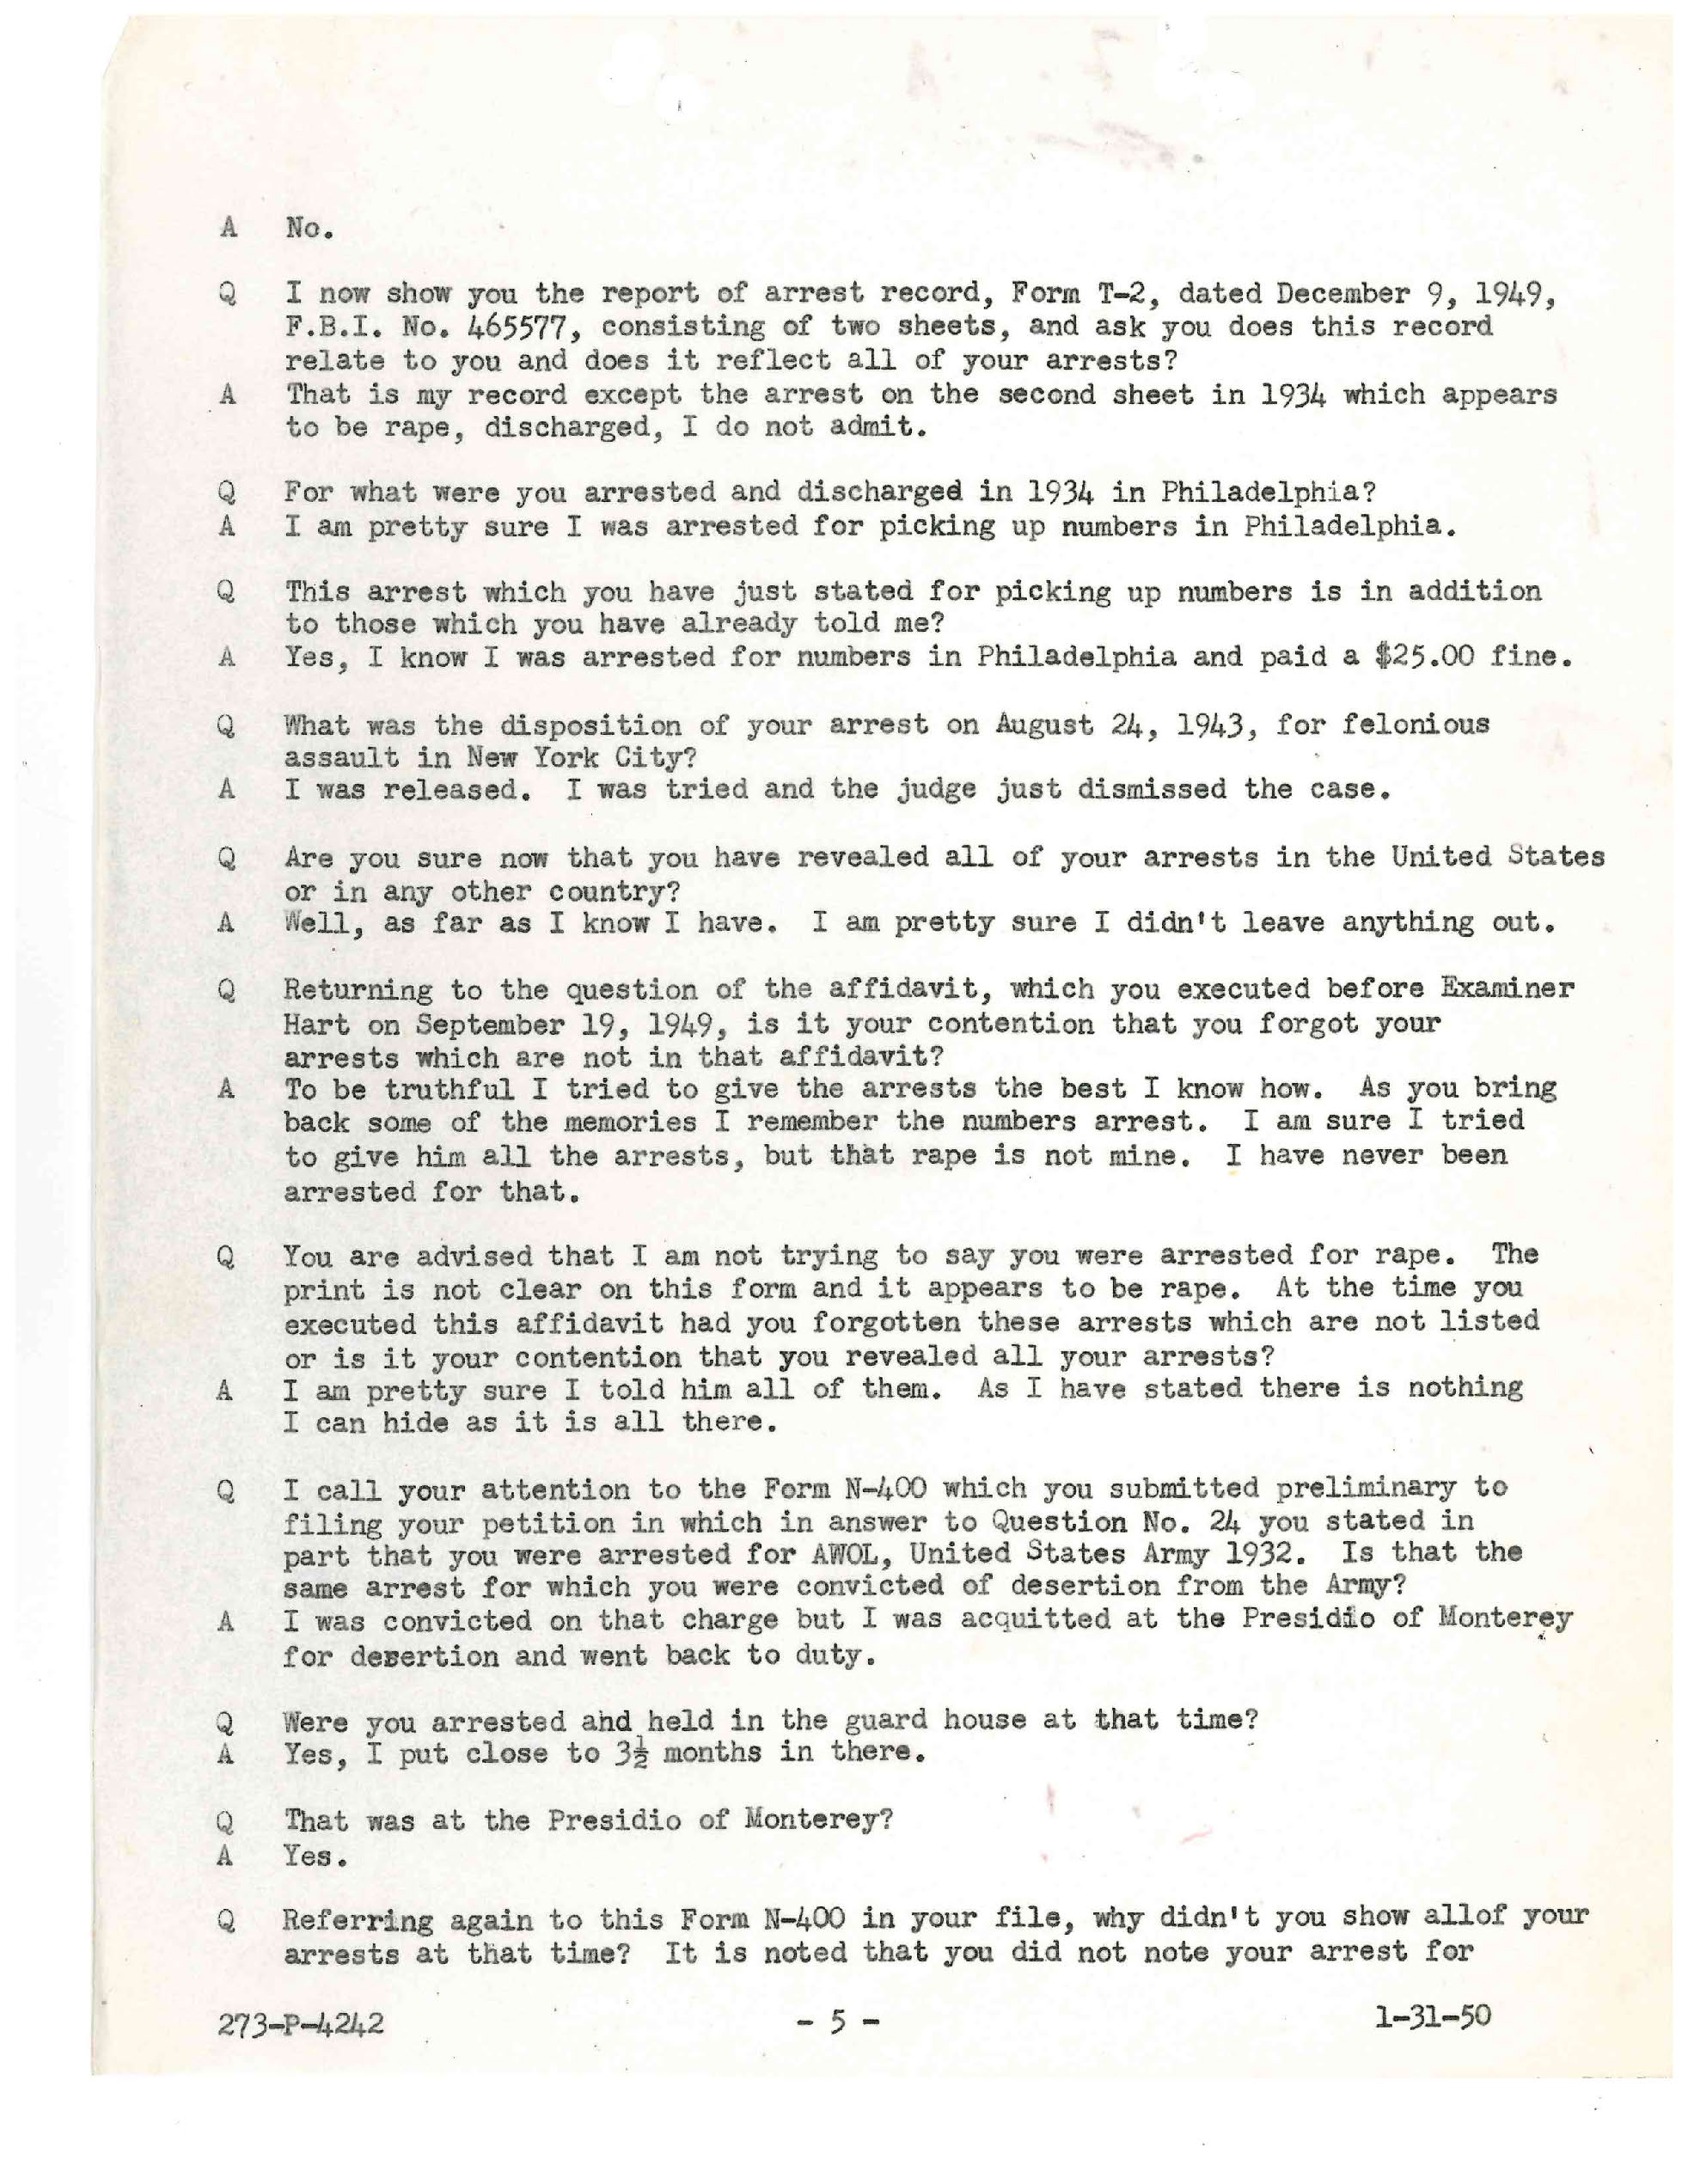 A No.
Q I now show you the report of arrest record, Form T-2, dated December 9, 1949,
F.B.I. No. 465577, consisting of two sheets, and ask you does this record
relate to you and does it reflect all of your arrests?
A That is my record except the arrest on the second sheet in 1934 which appears
to be rape, discharged, I do not admit.
Q For what were you arrested and discharged in 1934 in Philadelphia?
A I am pretty sure I was arrested for picking up numbers in Philadelphia.
Q This arrest which you have just stated for picking up numbers is in addition
to those which you have already told me?
A Yes, I know I was arrested for numbers in Philadelphia and paid a $25.00 fine.
Q What was the disposition of your arrest on August 24, 1943, for felonious
assault in New York City?
A I was released. I was tried and the judge just dismissed the case.
Q Are you sure now that you have revealed all of your arrests in the United States
or in any other country?
A Well, as far as I know I have. I am pretty sure I didn't leave anything out.
Q Returning to the question of the affidavit, which you executed before Examiner
Hart on September 19, 1949, is it your contention that you forgot your
arrests which are not in that affidavit?
A To be truthful I tried to give the arrests the best I know how. As you bring
back some of the memories I remember the numbers arrest. I am sure I tried
to give him all the arrests, but that rape is not mine. I have never been
arrested for that.
Q You are advised that I am not trying to say you were arrested for rape. The
print is not clear on this form and it appears to be rape. At the time you
executed this affidavit had you forgotten these arrests which are not listed
or is it your contention that you revealed all your arrests?
A I am pretty sure I told him all of them. As I have stated there is nothing
I can hide as it is all there.
Q I call your attention to the Form N-400 which you submitted preliminary to
filing your petition in which in answer to Question No. 24 you stated in
part that you were arrested for AWOL, United States Army 1932. Is that the
same arrest for which you were convicted of desertion from the Army?
A I was convicted on that charge but I was acquitted at the Presidio of Monterey
for desertion and went back to duty.
Q Were you arrested and held in the guard house at that time?
A Yes, I put close to 3½ months in there.
Q That was at the Presidio of Monterey?
A Yes.
Q Referring again to this Form N-400 in your file, why didn't you show allof your
arrests at that time? It is noted that you did not note your arrest for
273-P-4242 - 5 - 1-31-50